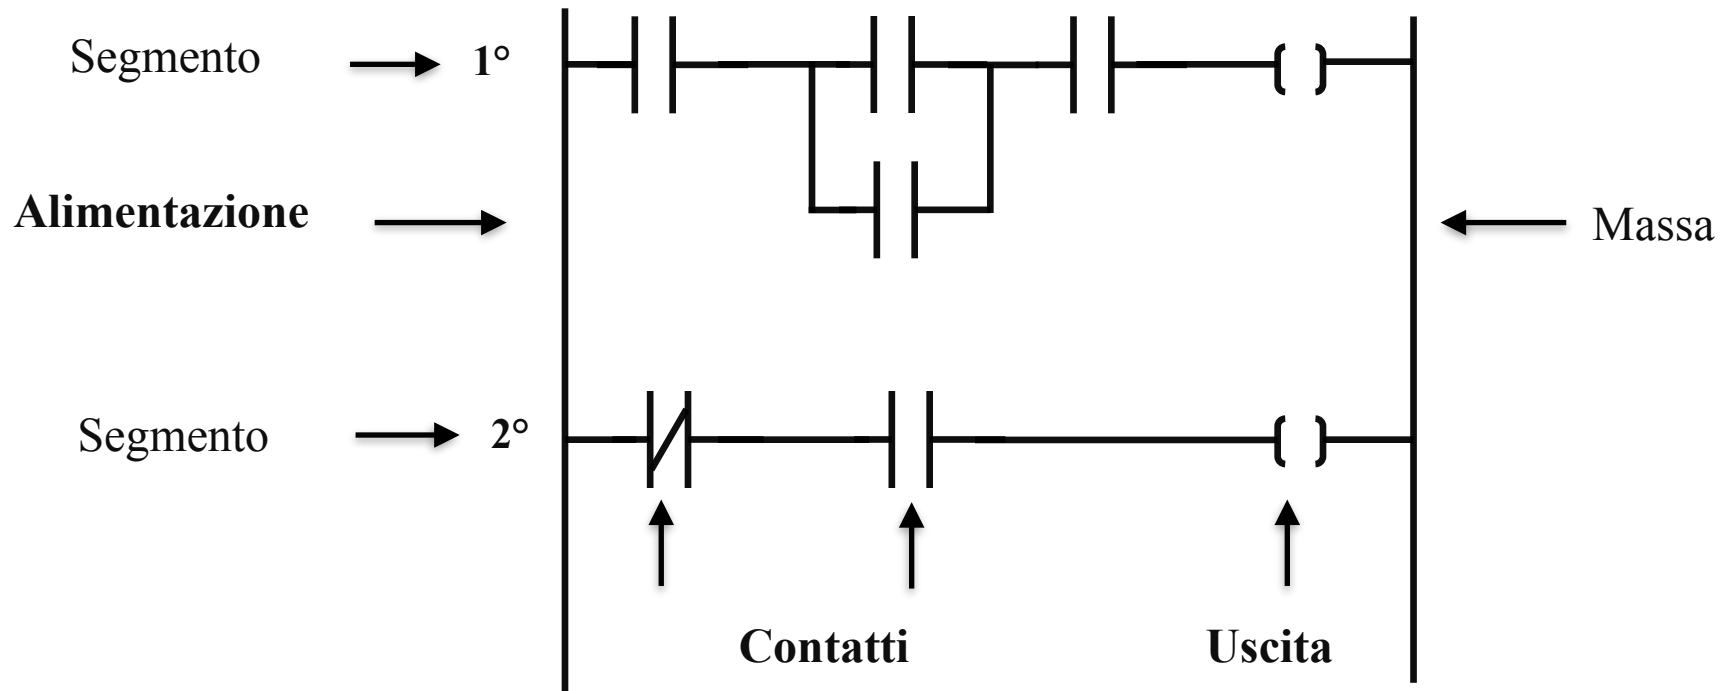 Segmento 1°
Alimentazione
Massa
Segmento 2°
Contatti
Uscita